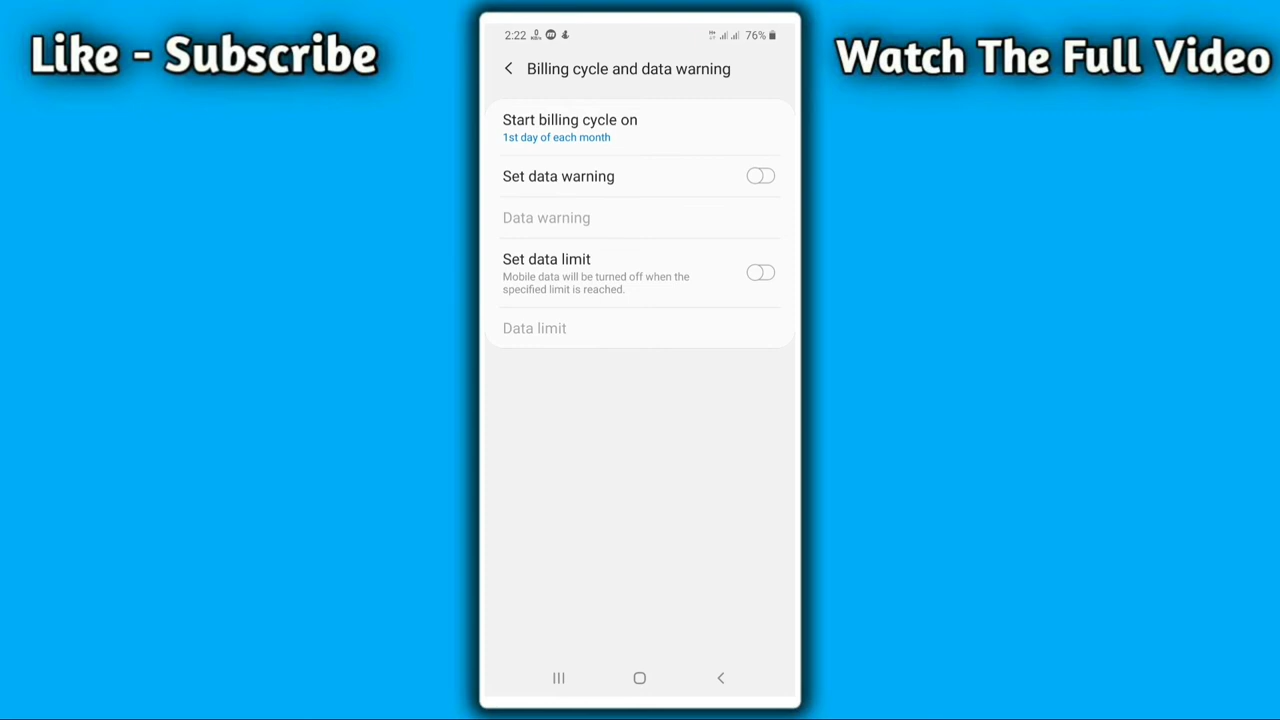 Like - Subscribe
Watch The Full Video
2:22
76%
Billing cycle and data warning
Start billing cycle on
1st day of each month
Set data warning
Data warning
Set data limit
Mobile data will be turned off when the
specified limit is reached.
Data limit